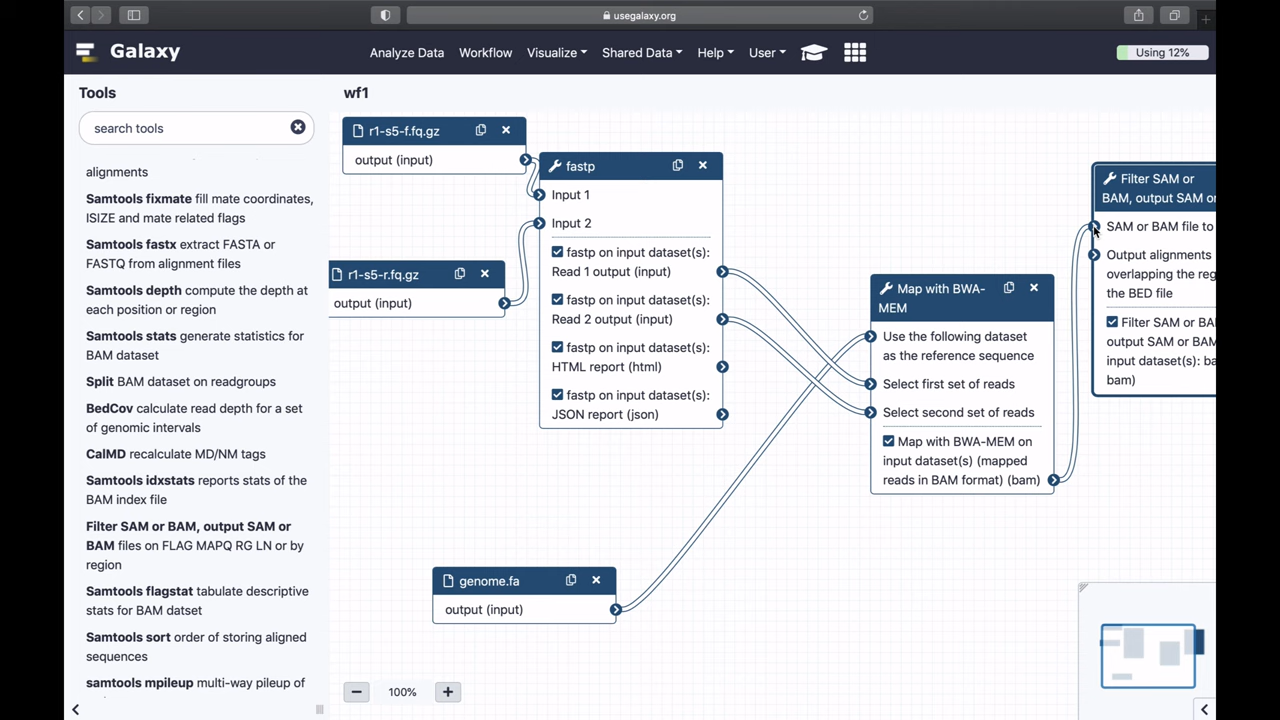 usegalaxy.org
Galaxy
Analyze Data
Workflow
Visualize
Shared Data
Help
User
Using 12%
Tools
search tools
alignments
Samtools fixmate fill mate coordinates,
ISIZE and mate related flags
Samtools fastx extract FASTA or
FASTQ from alignment files
Samtools depth compute the depth at
each position or region
Samtools stats generate statistics for
BAM dataset
Split BAM dataset on readgroups
BedCov calculate read depth for a set
of genomic intervals
CalMD recalculate MD/NM tags
Samtools idxstats reports stats of the
BAM index file
Filter SAM or BAM, output SAM or
BAM files on FLAG MAPQ RG LN or by
region
Samtools flagstat tabulate descriptive
stats for BAM datset
Samtools sort order of storing aligned
sequences
samtools mpileup multi-way pileup of
wf1
r1-s5-f.fq.gz
output (input)
r1-s5-r.fq.gz
output (input)
fastp
Input 1
Input 2
fastp on input dataset(s):
Read 1 output (input)
fastp on input dataset(s):
Read 2 output (input)
fastp on input dataset(s):
HTML report (html)
fastp on input dataset(s):
JSON report (json)
genome.fa
output (input)
Map with BWA-
MEM
Use the following dataset
as the reference sequence
Select first set of reads
Select second set of reads
Map with BWA-MEM on
input dataset(s) (mapped
reads in BAM format) (bam)
Filter SAM or
BAM, output SAM or
SAM or BAM file to
Output alignments
overlapping the reg
the BED file
Filter SAM or BA
output SAM or BAM
input dataset(s): ba
bam)
100%